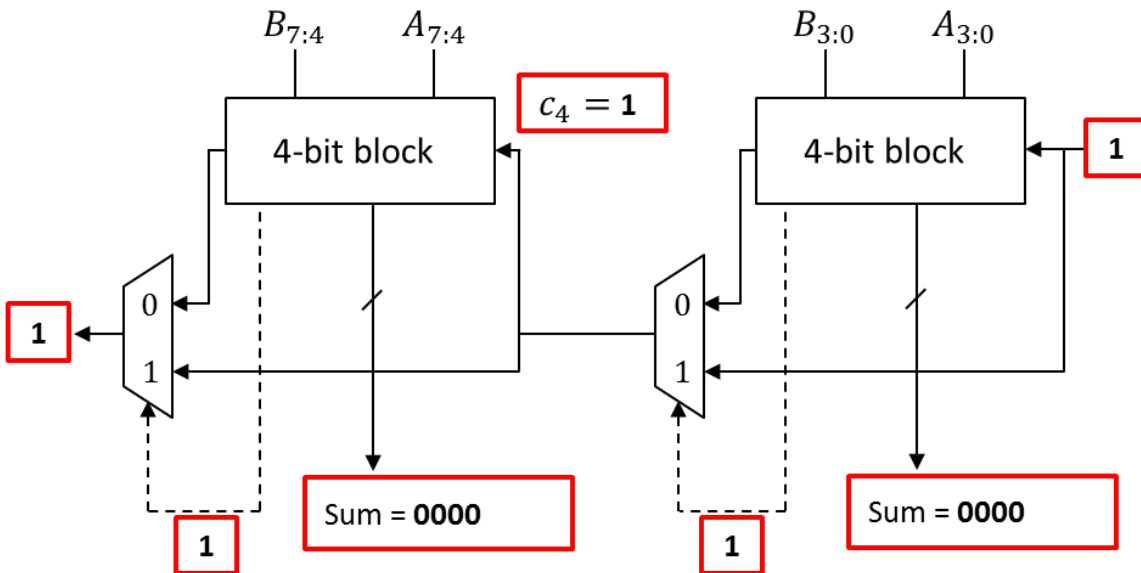 B₇:₄ A₇:₄ B₃:₀ A₃:₀
c₄ = 1
4-bit block 4-bit block 1
0 0
1
1 1
Sum = 0000 Sum = 0000
1 1